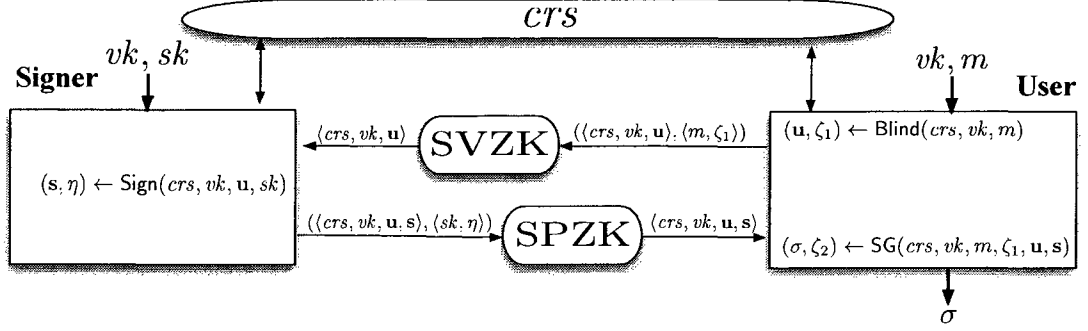 crs
vk, sk
vk, m
Signer
User
⟨crs, vk, u⟩
SVZK
(⟨crs, vk, u⟩, ⟨m, ζ₁⟩)
(u, ζ₁) ← Blind(crs, vk, m)
(s, η) ← Sign(crs, vk, u, sk)
(⟨crs, vk, u, s⟩, ⟨sk, η⟩)
SPZK
⟨crs, vk, u, s⟩
(σ, ζ₂) ← SG(crs, vk, m, ζ₁, u, s)
σ